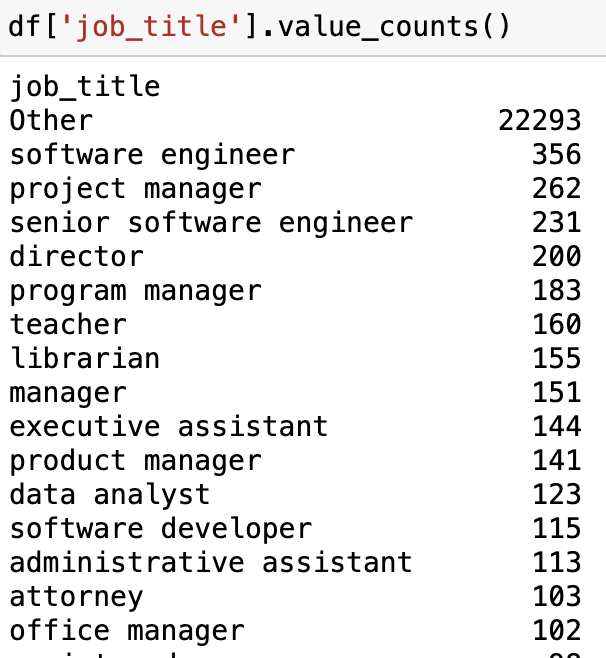 df['job_title'].value_counts()
job_title
Other 22293
software engineer 356
project manager 262
senior software engineer 231
director 200
program manager 183
teacher 160
librarian 155
manager 151
executive assistant 144
product manager 141
data analyst 123
software developer 115
administrative assistant 113
attorney 103
office manager 102